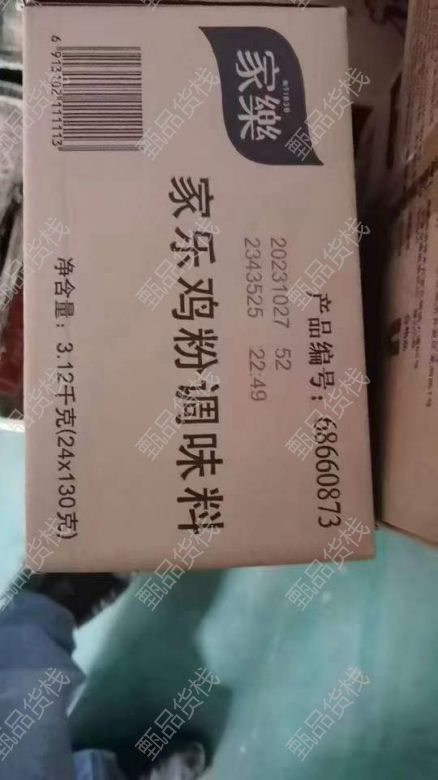 家樂
since 1838
家乐鸡粉调味料
产品编号：68660873
20231027 52
2343525 22:49
净含量：3.12千克(24x130克)
甄品货栈